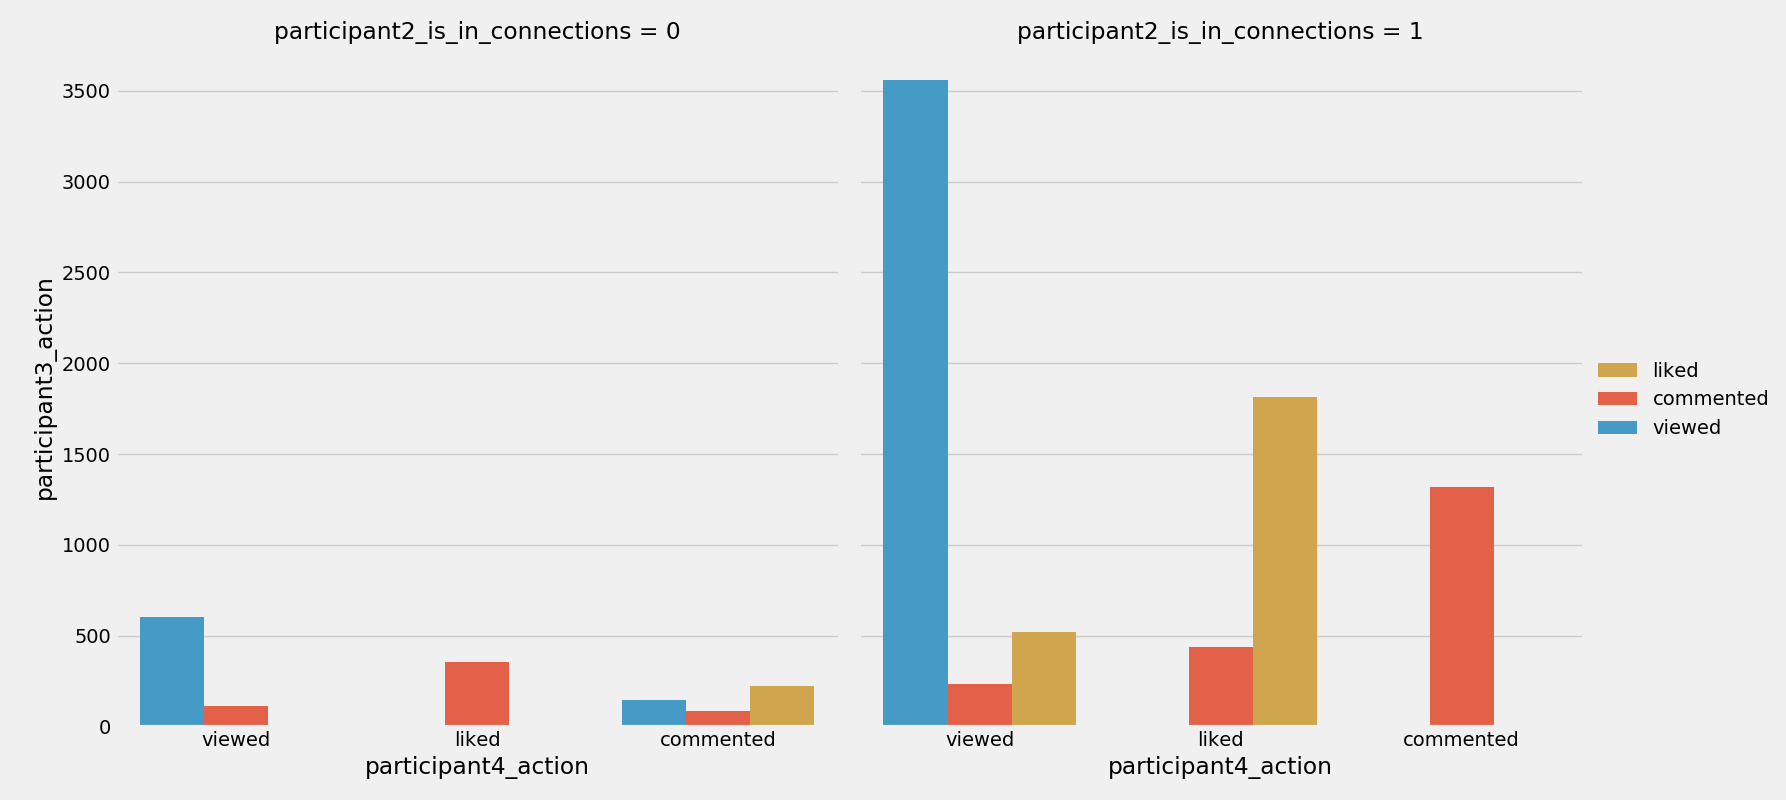 participant2_is_in_connections = 0
participant2_is_in_connections = 1
participant3_action
3500
3000
2500
2000
1500
1000
500
0
viewed
liked
commented
participant4_action
viewed
liked
commented
participant4_action
liked
commented
viewed